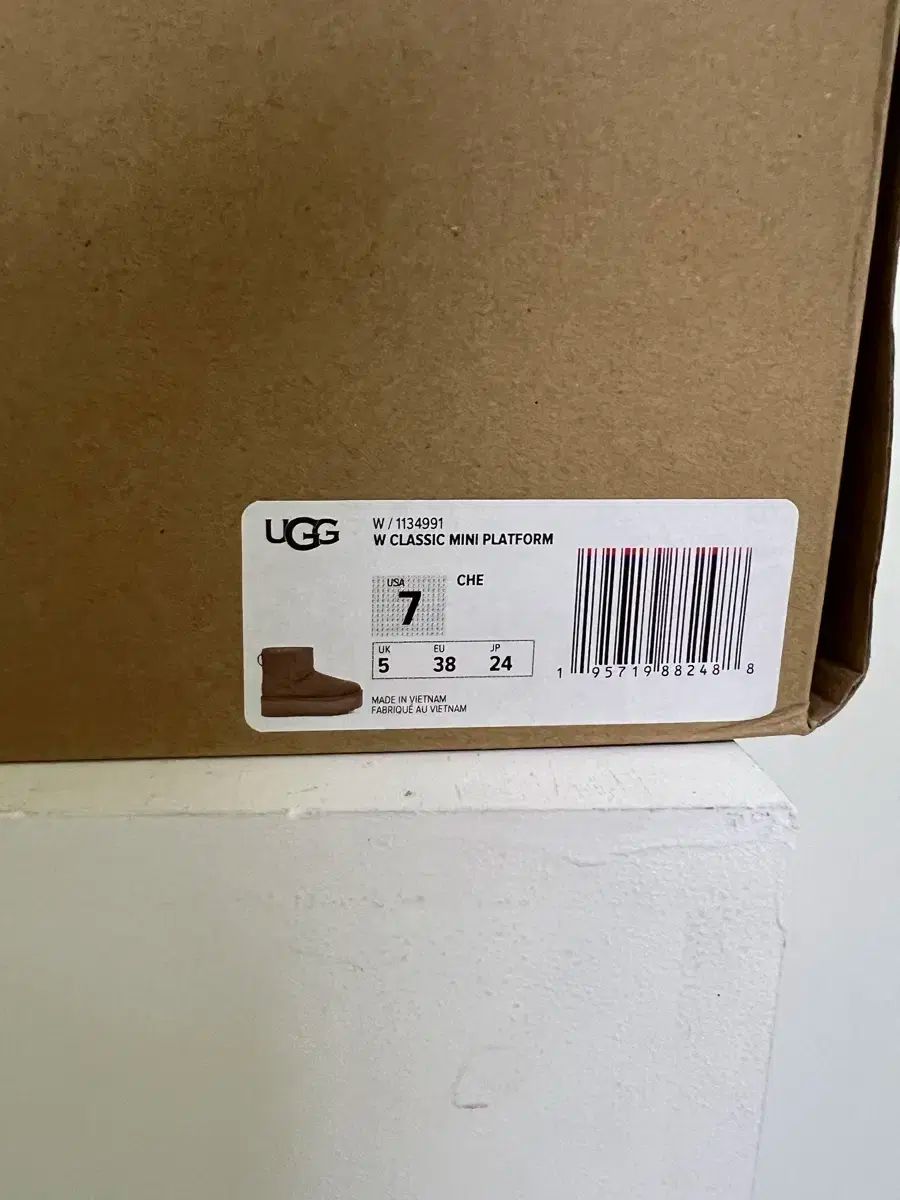 UGG
W / 1134991
W CLASSIC MINI PLATFORM
USA CHE
7
UK EU JP
5 38 24
MADE IN VIETNAM
FABRIQUÉ AU VIETNAM
1 95719 88248 8